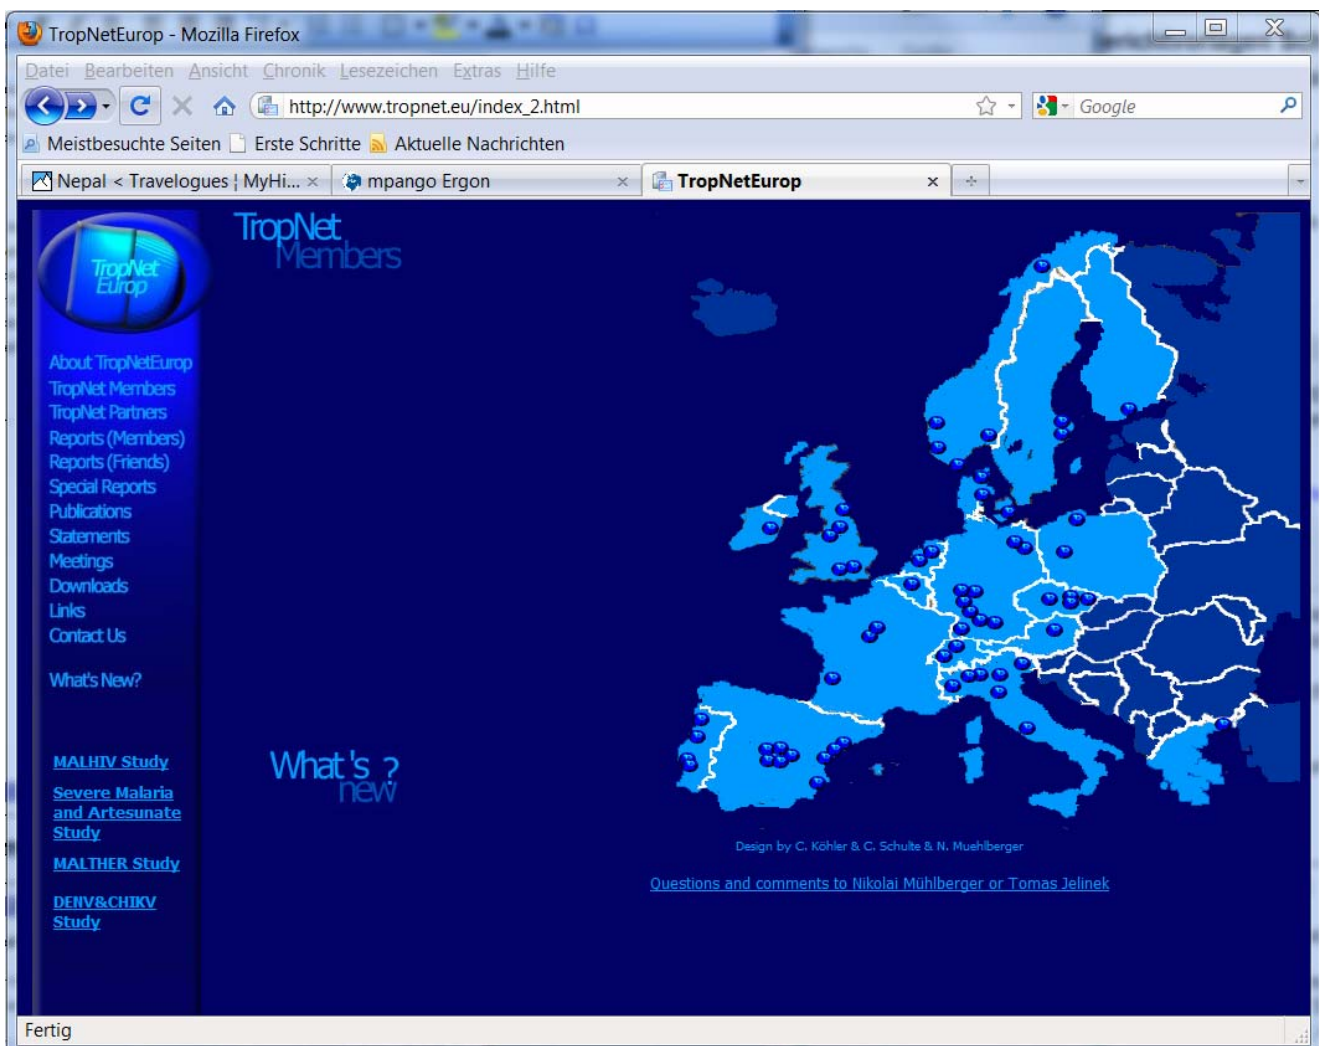 TropNetEurop - Mozilla Firefox
Datei Bearbeiten Ansicht Chronik Lesezeichen Extras Hilfe
http://www.tropnet.eu/index_2.html
Google
Meistbesuchte Seiten Erste Schritte Aktuelle Nachrichten
Nepal < Travelogues ¦ MyHi...
mpango Ergon
TropNetEurop
TropNet
Europ
TropNet
Members
About TropNetEurop
TropNet Members
TropNet Partners
Reports (Members)
Reports (Friends)
Special Reports
Publications
Statements
Meetings
Downloads
Links
Contact Us
What's New?
MALHIV Study
Severe Malaria
and Artesunate
Study
MALTHER Study
DENV&CHIKV
Study
What's ?
new
Design by C. Köhler & C. Schulte & N. Muehlberger
Questions and comments to Nikolai Mühlberger or Tomas Jelinek
Fertig